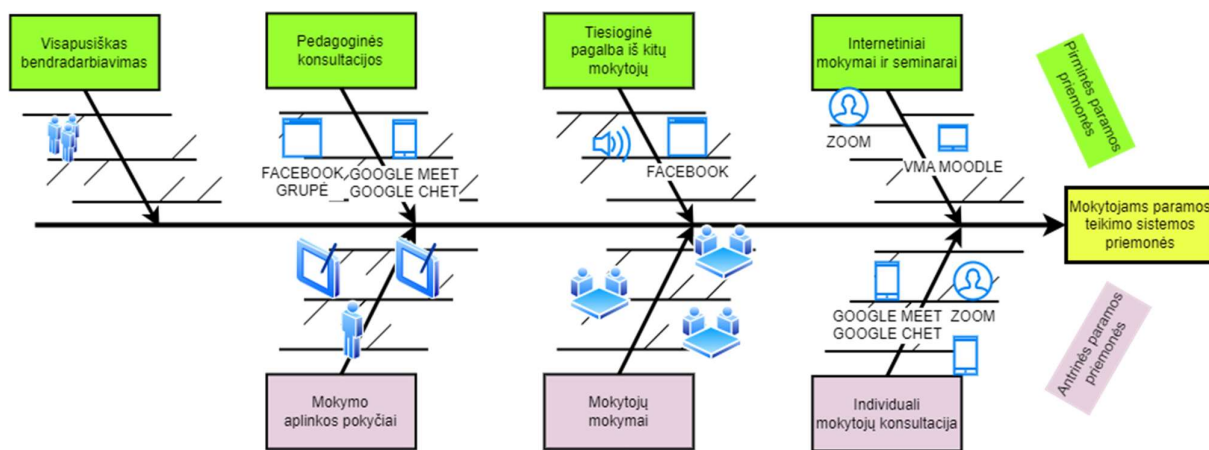 Visapusiškas
bendradarbiavimas
Pedagoginės
konsultacijos
Tiesioginė
pagalba iš kitų
mokytojų
Internetiniai
mokymai ir seminarai
Pirminės paramos
priemonės
FACEBOOK
GRUPĖ
GOOGLE MEET
GOOGLE CHET
FACEBOOK
ZOOM
VMA MOODLE
Mokytojams paramos
teikimo sistemos
priemonės
GOOGLE MEET
GOOGLE CHET
ZOOM
Antrinės paramos
priemonės
Mokymo
aplinkos pokyčiai
Mokytojų
mokymai
Individuali
mokytojų konsultacija